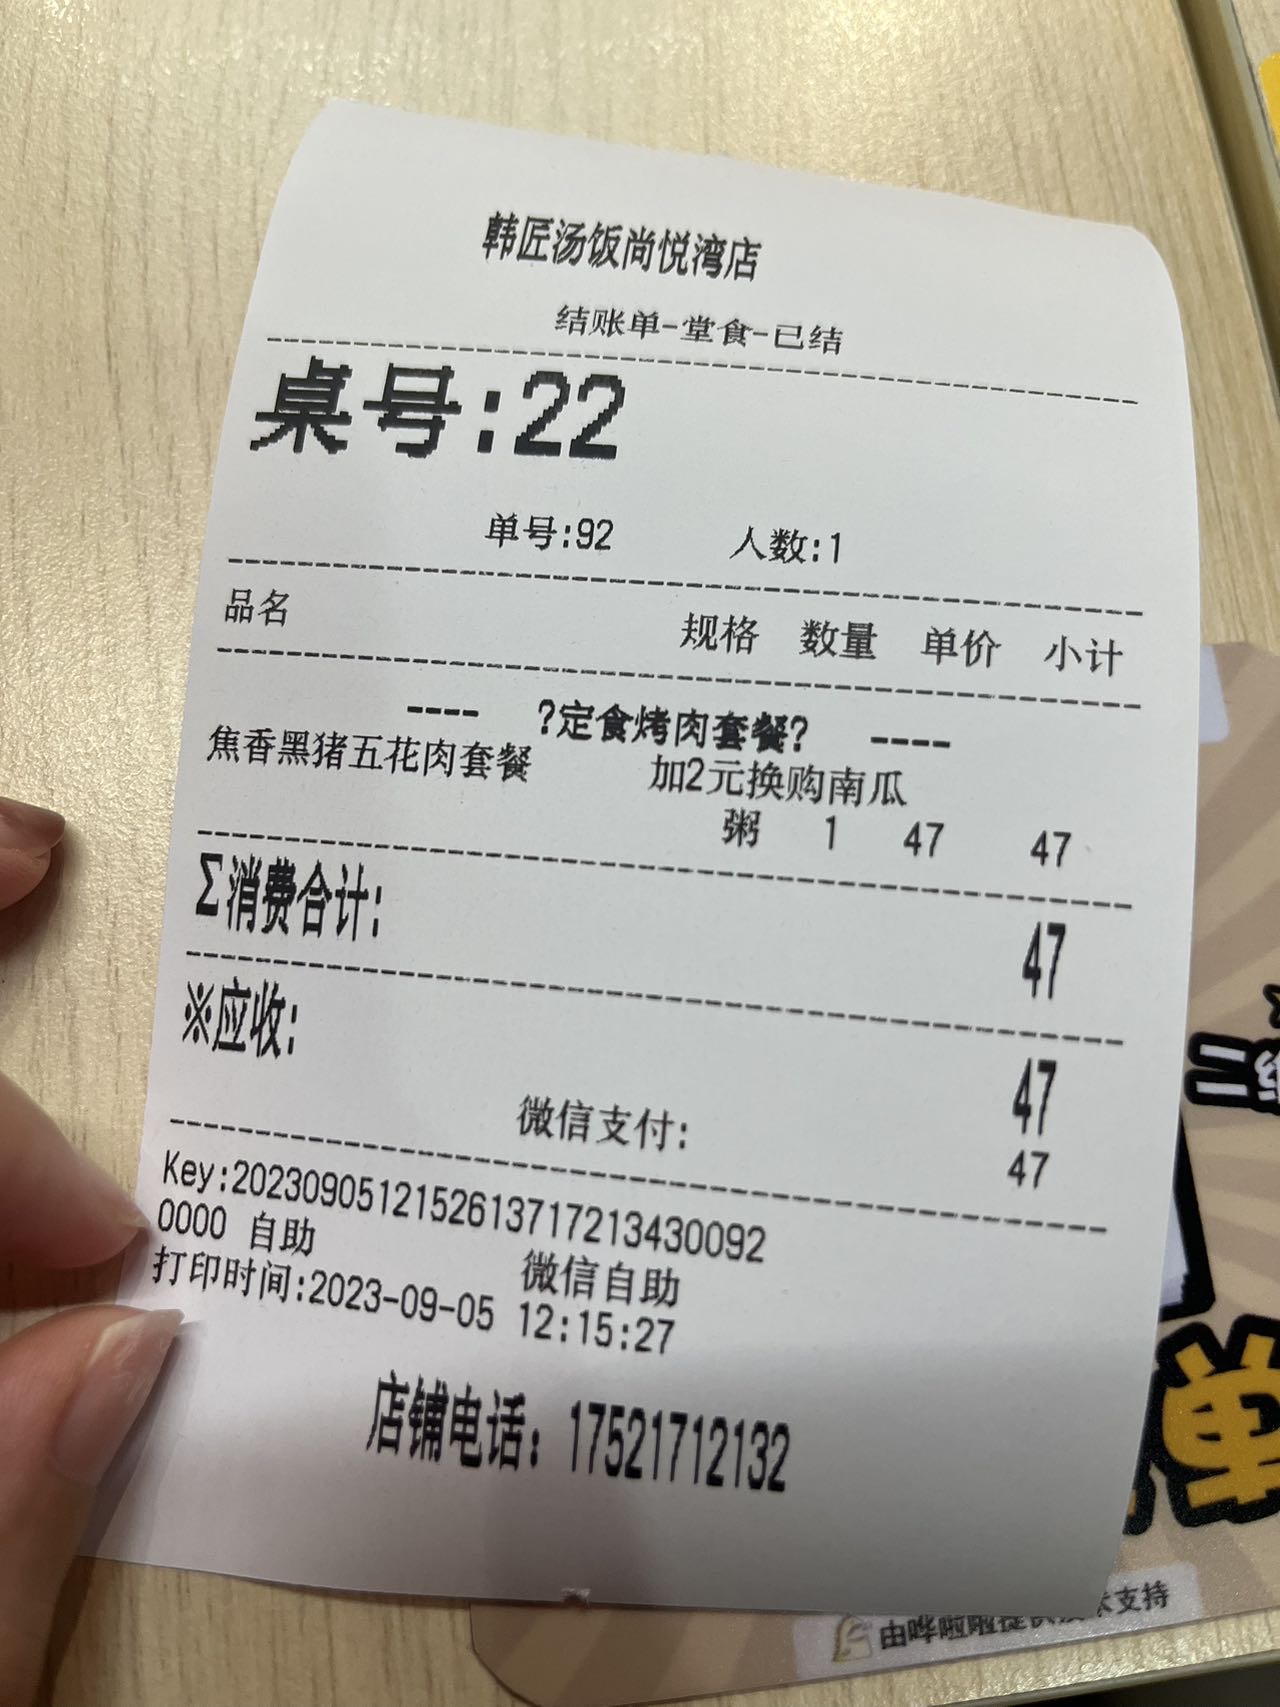 韩匠汤饭尚悦湾店
结账单-堂食-已结
桌号:22
单号:92 人数:1
品名 规格 数量 单价 小计
---- ?定食烤肉套餐? ----
焦香黑猪五花肉套餐 加2元换购南瓜
粥 1 47 47
Σ消费合计: 47
※应收: 47
微信支付: 47
Key:2023090512152613717213430092
0000 自助 微信自助
打印时间:2023-09-05 12:15:27
店铺电话：17521712132
二
单
由哗啦啦提供技术支持